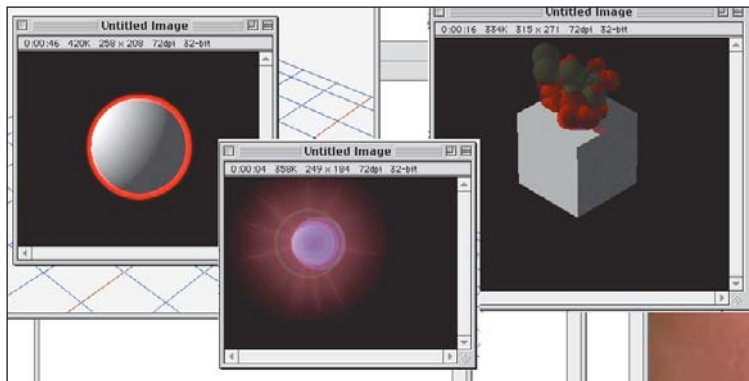 Untitled Image
0:00:46 420K 258 x 208 72dpi 32-bit
Untitled Image
0:00:16 334K 315 x 271 72dpi 32-bit
Untitled Image
0:00:04 358K 249 x 184 72dpi 32-bit